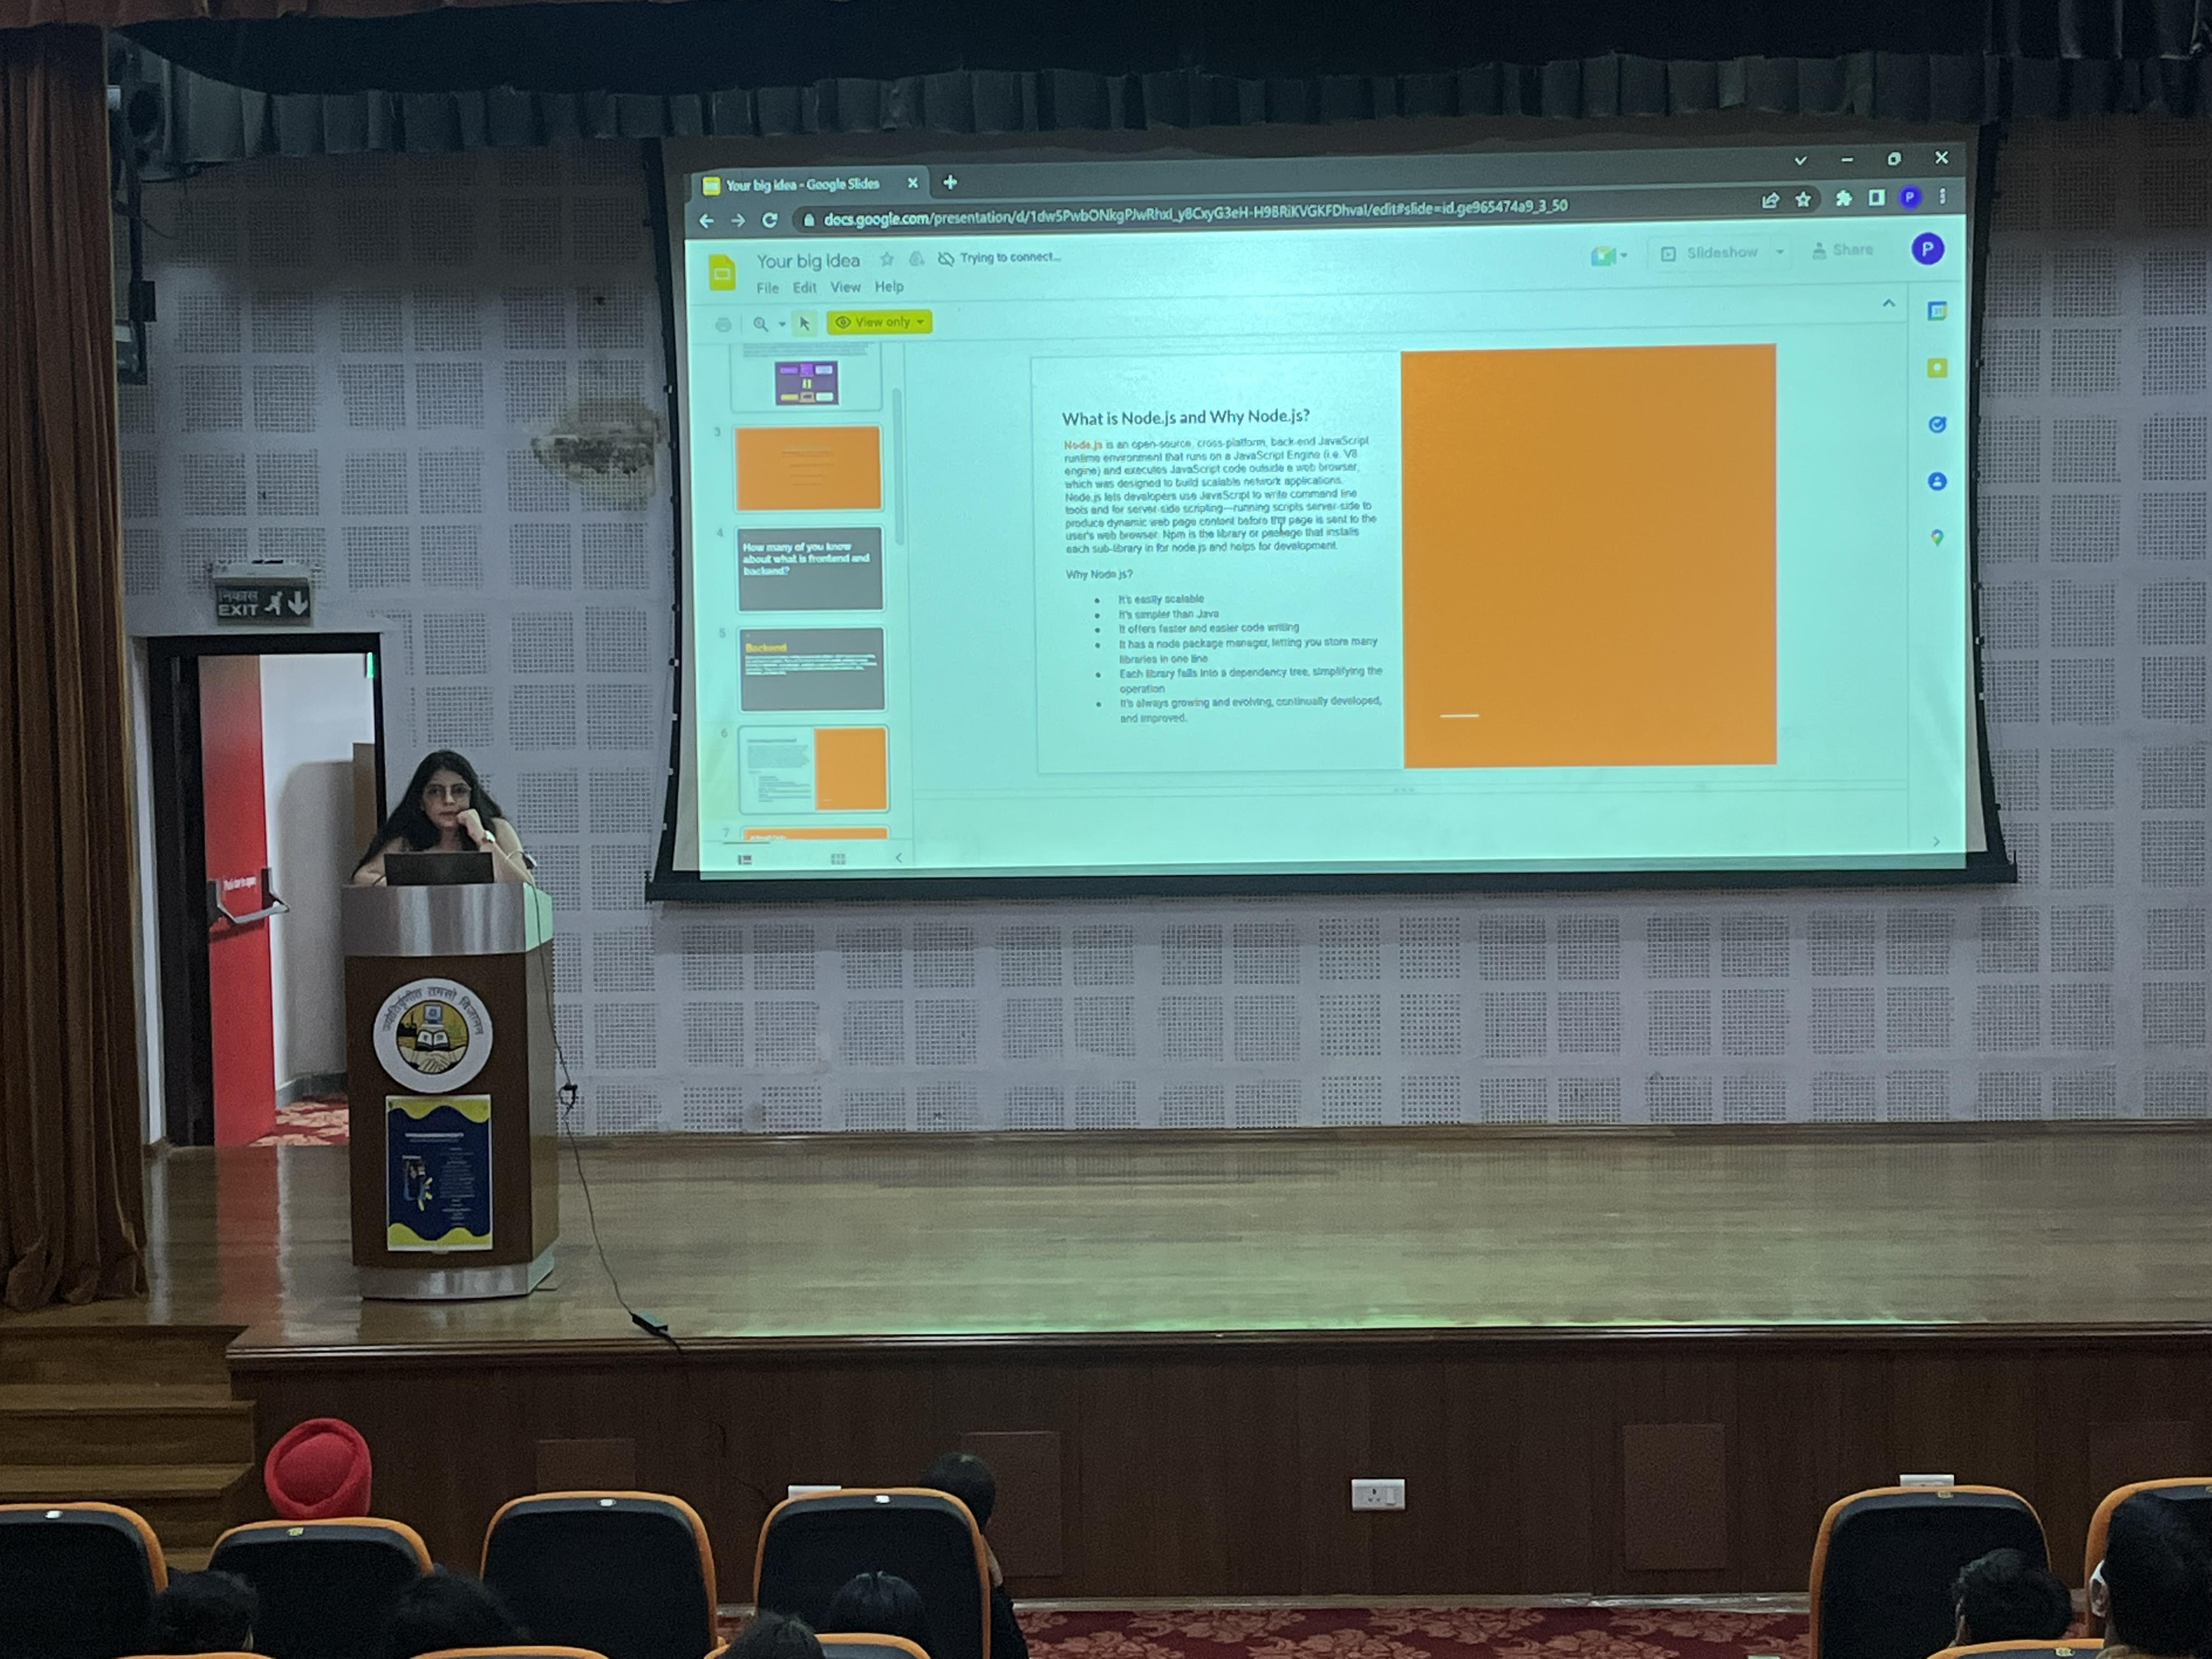 Your big idea - Google Slides
docs.google.com/presentation/d/1dw5PwbONkgPJwRhxI_y8CxyG3eH-H9BRiKVGKFDhvaI/edit#slide=id.ge965474a9_3_50
P
Your big idea
Trying to connect...
Slideshow
Share
P
File Edit View Help
View only
3
4
How many of you know
about what is frontend and
backend?
5
Backend
6
7
What is Node.js and Why Node.js?
Node.js is an open-source, cross-platform, back-end JavaScript
runtime environment that runs on a JavaScript Engine (i.e. V8
engine) and executes JavaScript code outside a web browser,
which was designed to build scalable network applications.
Node.js lets developers use JavaScript to write command line
tools and for server-side scripting—running scripts server-side to
produce dynamic web page content before the page is sent to the
user's web browser. Npm is the library or package that installs
each sub-library in for node.js and helps for development.
Why Node js?
• It's easily scalable
• It's simpler than Java
• It offers faster and easier code writing
• It has a node package manager, letting you store many
libraries in one line
• Each library falls into a dependency tree, simplifying the
operation
• It's always growing and evolving, continually developed,
and improved.
निकास
EXIT